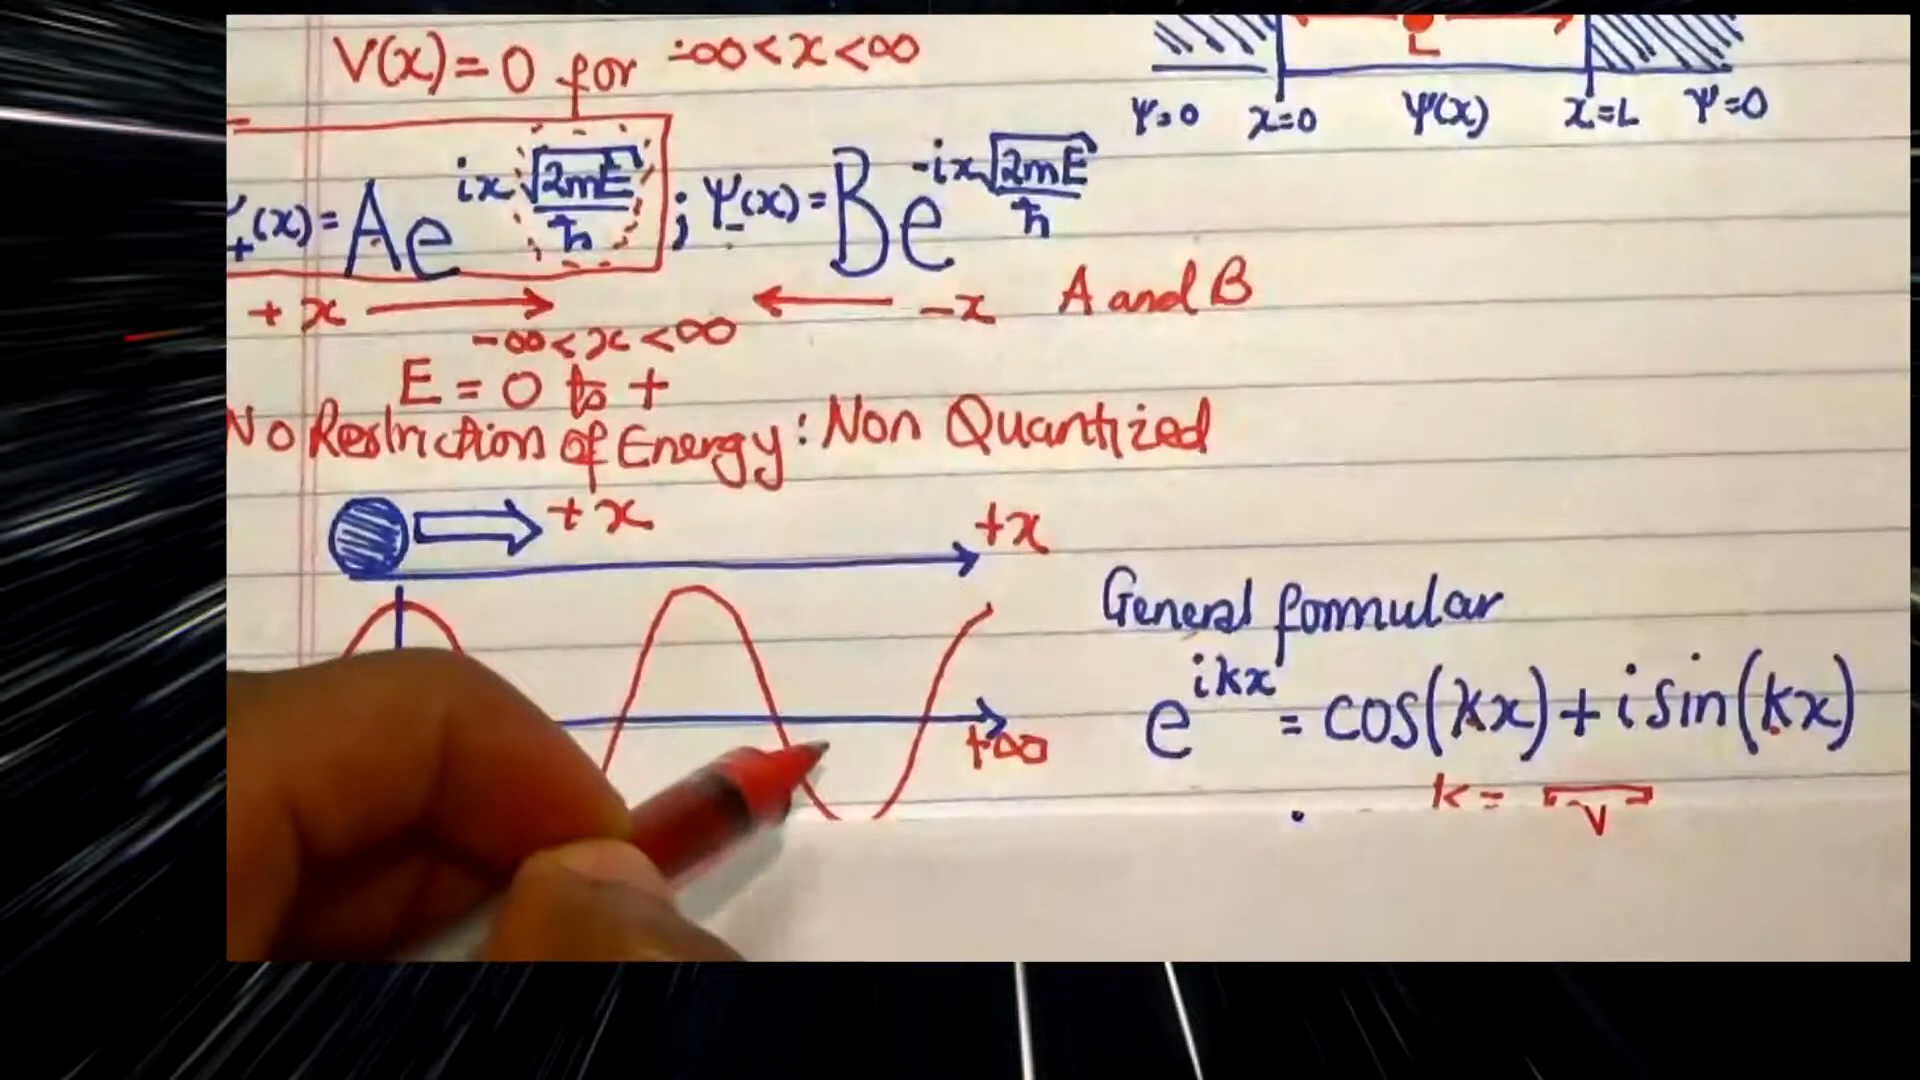 V(x) = 0 for -∞ < x < ∞
L
Ψ=0 x=0 Ψ(x) x=L Ψ=0
Ψ₊(x) = Ae^{ix√2mE/ħ} ; Ψ₋(x) = Be^{-ix√2mE/ħ}
+x → ← -x A and B
-∞ < x < ∞
E = 0 to +
No Restriction of Energy : Non Quantized
+x +x
General formular
e^{ikx} = cos(kx) + i sin(kx)
+∞
k =